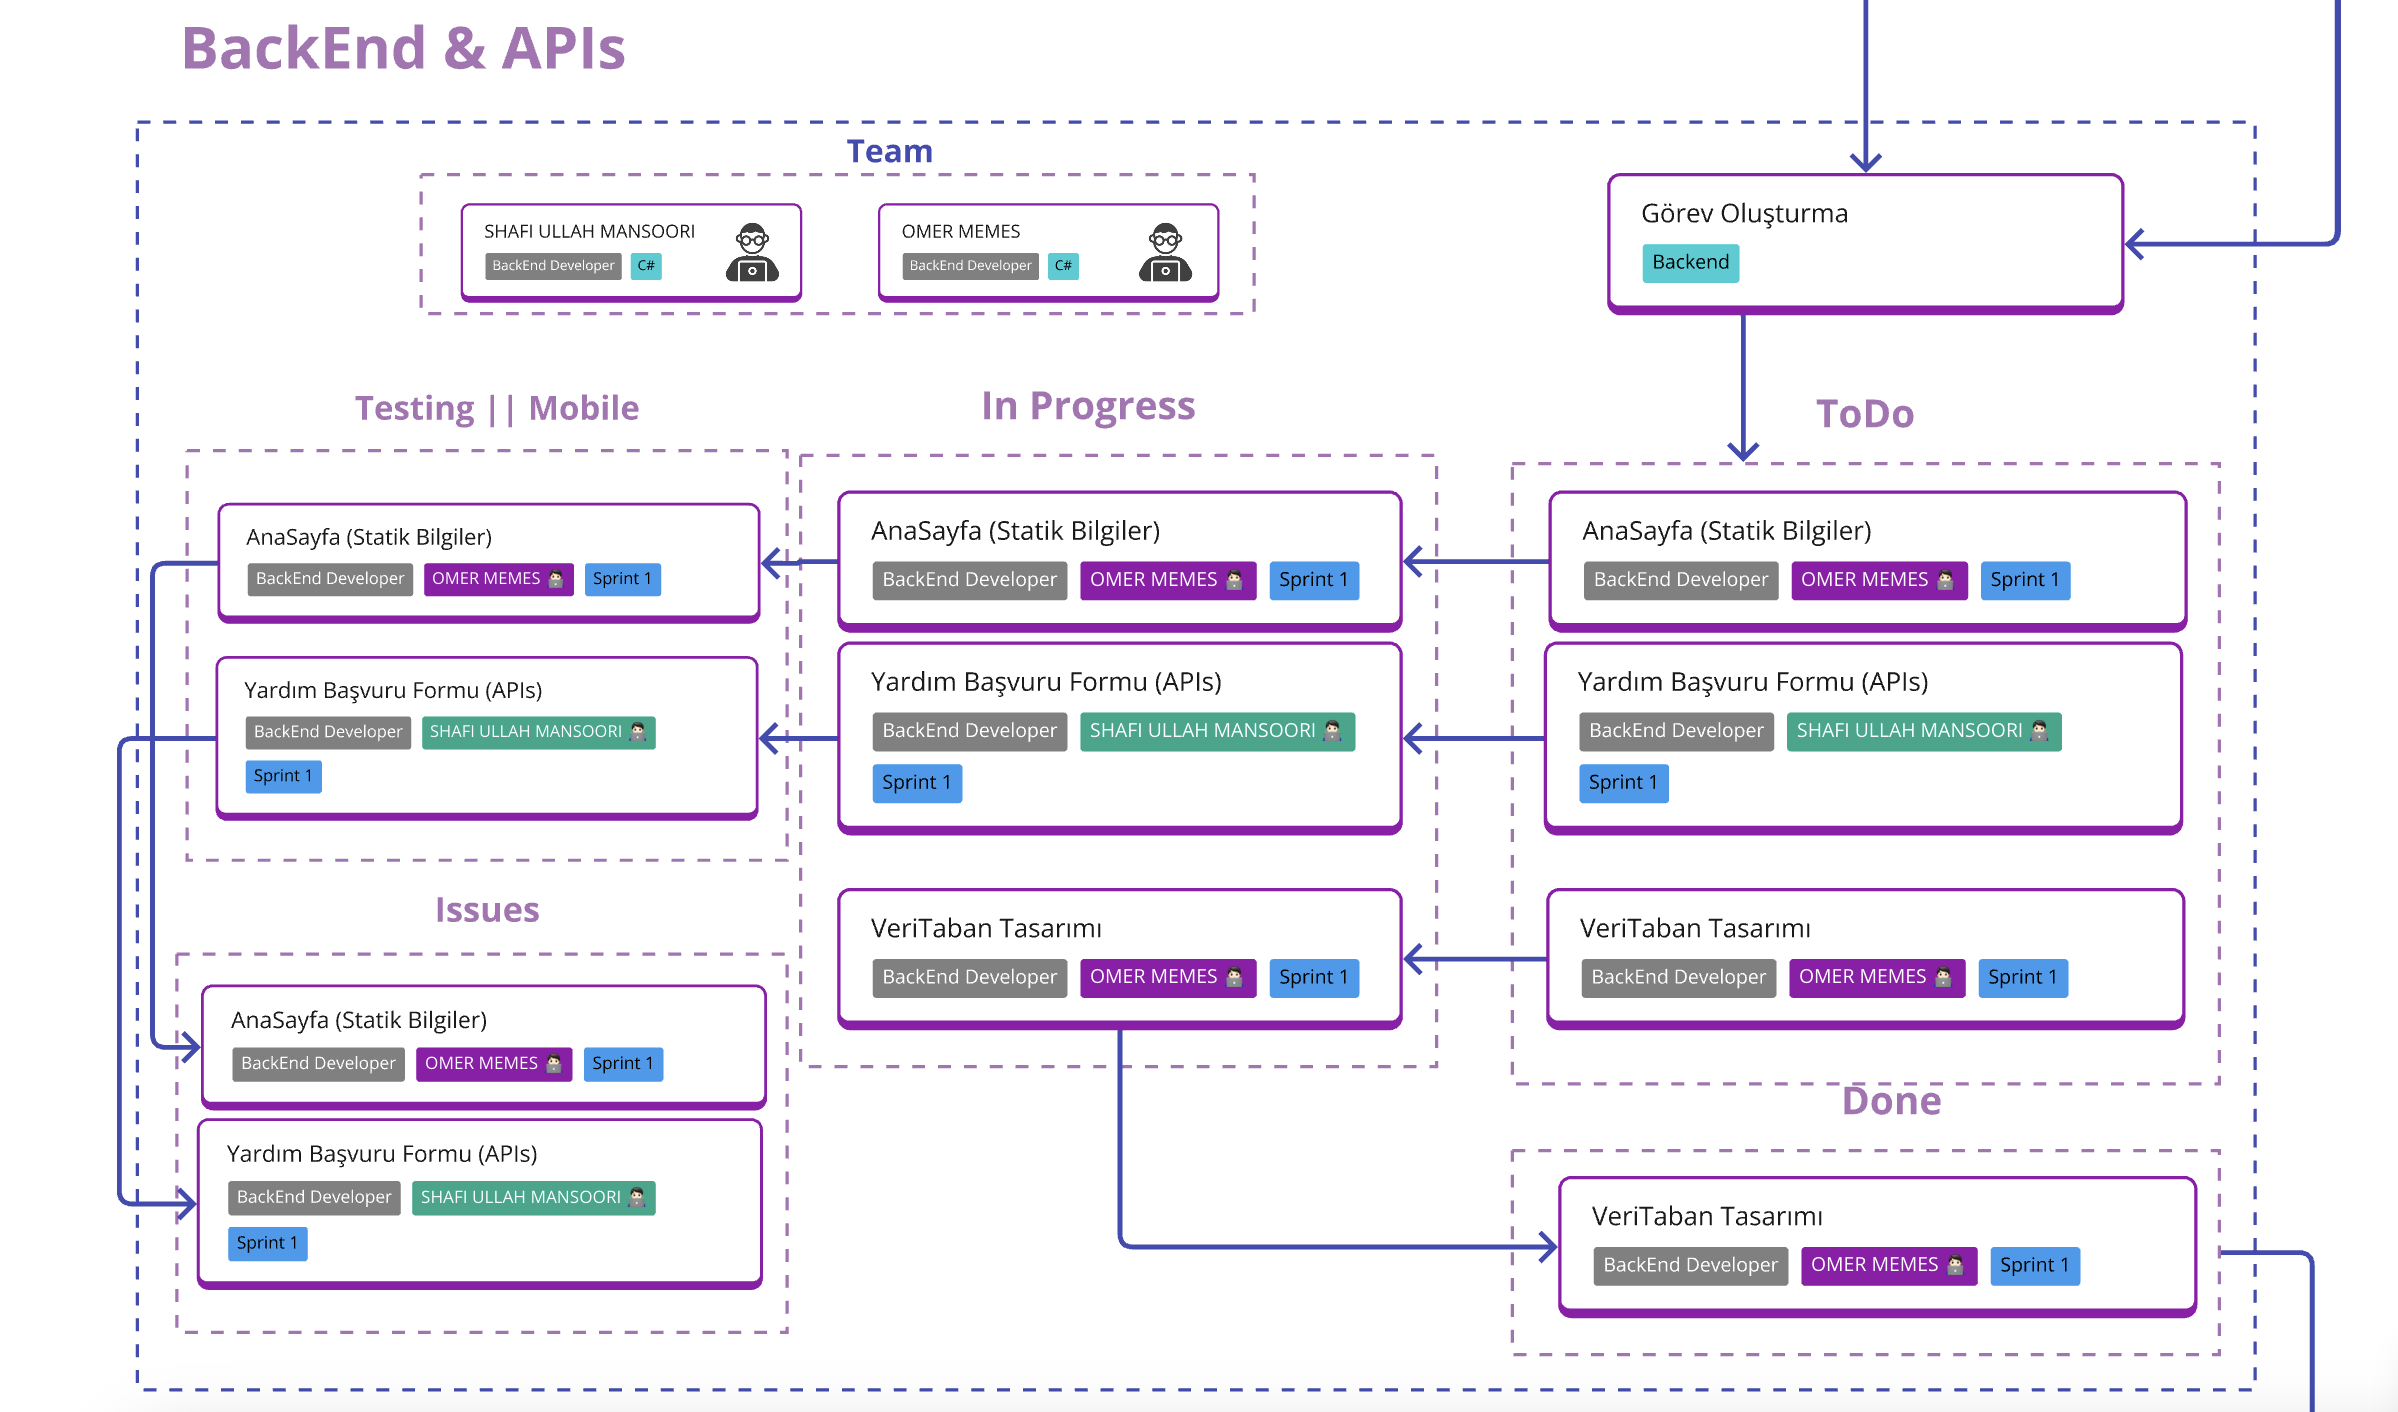 BackEnd & APIs
Team
SHAFI ULLAH MANSOORI
BackEnd Developer C#
OMER MEMES
BackEnd Developer C#
Görev Oluşturma
Backend
Testing || Mobile
AnaSayfa (Statik Bilgiler)
BackEnd Developer OMER MEMES Sprint 1
Yardım Başvuru Formu (APIs)
BackEnd Developer SHAFI ULLAH MANSOORI
Sprint 1
In Progress
AnaSayfa (Statik Bilgiler)
BackEnd Developer OMER MEMES Sprint 1
Yardım Başvuru Formu (APIs)
BackEnd Developer SHAFI ULLAH MANSOORI
Sprint 1
VeriTaban Tasarımı
BackEnd Developer OMER MEMES Sprint 1
ToDo
AnaSayfa (Statik Bilgiler)
BackEnd Developer OMER MEMES Sprint 1
Yardım Başvuru Formu (APIs)
BackEnd Developer SHAFI ULLAH MANSOORI
Sprint 1
VeriTaban Tasarımı
BackEnd Developer OMER MEMES Sprint 1
Issues
AnaSayfa (Statik Bilgiler)
BackEnd Developer OMER MEMES Sprint 1
Yardım Başvuru Formu (APIs)
BackEnd Developer SHAFI ULLAH MANSOORI
Sprint 1
Done
VeriTaban Tasarımı
BackEnd Developer OMER MEMES Sprint 1